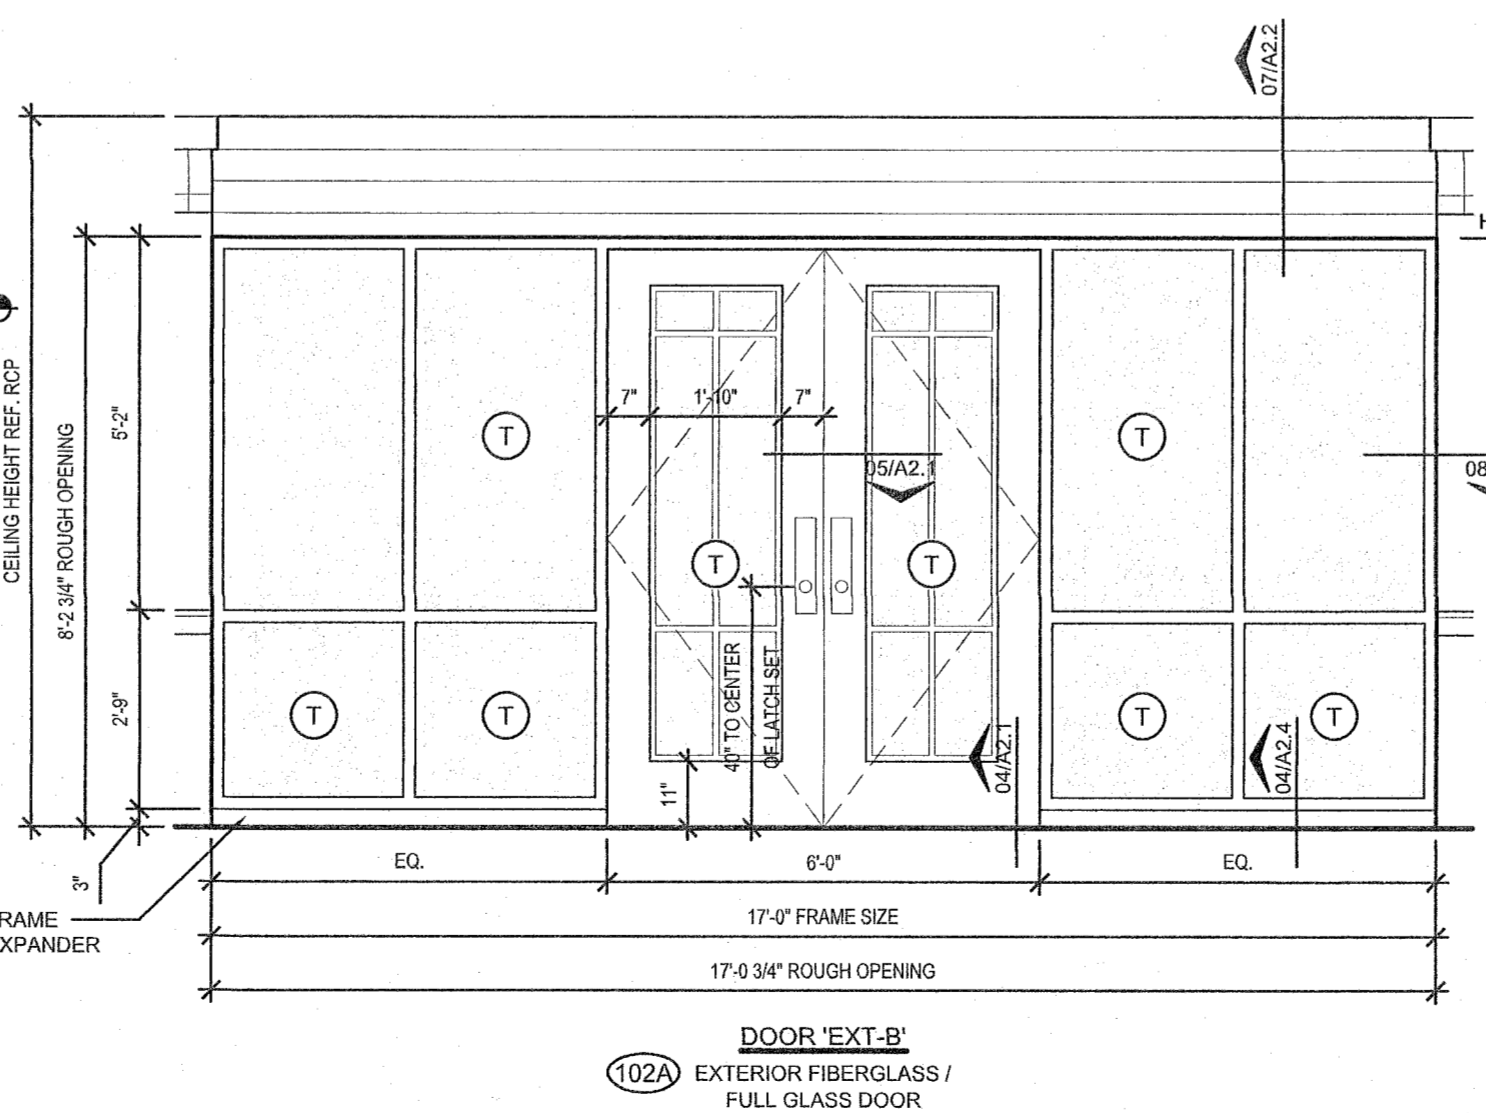 07/A2.2
CEILING HEIGHT REF. RCP
8'-2 3/4" ROUGH OPENING
5'-2"
2'-9"
3"
7"
1'-10"
7"
05/A2.1
T
T
T
T
T
T
T
T
40" TO CENTER
OF LATCH SET
11"
04/A2.1
04/A2.4
08
EQ.
6'-0"
EQ.
RAME
XPANDER
17'-0" FRAME SIZE
17'-0 3/4" ROUGH OPENING
DOOR 'EXT-B'
102A EXTERIOR FIBERGLASS /
FULL GLASS DOOR